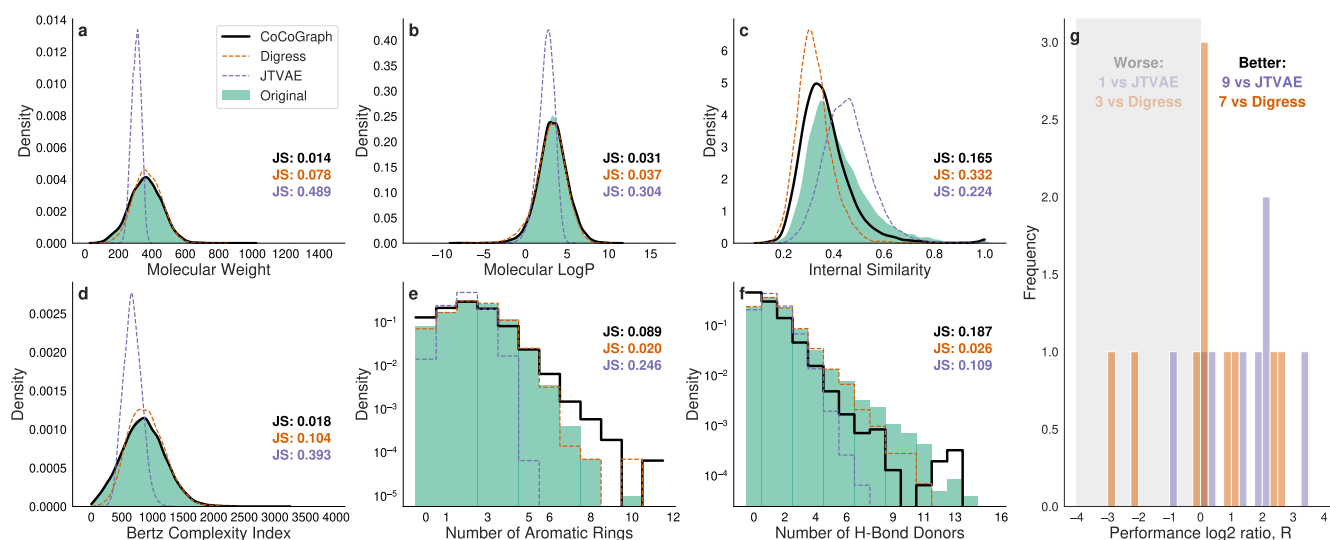 a
0.014
0.012
0.010
0.008
0.006
0.004
0.002
0.000
Density
0 200 400 600 800 1000 1200 1400
Molecular Weight
CoCoGraph
Digress
JTVAE
Original
JS: 0.014
JS: 0.078
JS: 0.489
b
0.40
0.35
0.30
0.25
0.20
0.15
0.10
0.05
0.00
Density
−10 −5 0 5 10 15
Molecular LogP
JS: 0.031
JS: 0.037
JS: 0.304
c
6
5
4
3
2
1
0
Density
0.2 0.4 0.6 0.8 1.0
Internal Similarity
JS: 0.165
JS: 0.332
JS: 0.224
d
0.0025
0.0020
0.0015
0.0010
0.0005
0.0000
Density
0 500 1000 1500 2000 2500 3000 3500 4000
Bertz Complexity Index
JS: 0.018
JS: 0.104
JS: 0.393
e
10⁻¹
10⁻²
10⁻³
10⁻⁴
10⁻⁵
Density
0 1 3 5 6 8 10 12
Number of Aromatic Rings
JS: 0.089
JS: 0.020
JS: 0.246
f
10⁻¹
10⁻²
10⁻³
10⁻⁴
Density
0 2 4 6 9 11 13 16
Number of H-Bond Donors
JS: 0.187
JS: 0.026
JS: 0.109
g
3.0
2.5
2.0
1.5
1.0
0.5
0.0
Frequency
−4 −3 −2 −1 0 1 2 3 4
Performance log2 ratio, R
Worse:
1 vs JTVAE
3 vs Digress
Better:
9 vs JTVAE
7 vs Digress